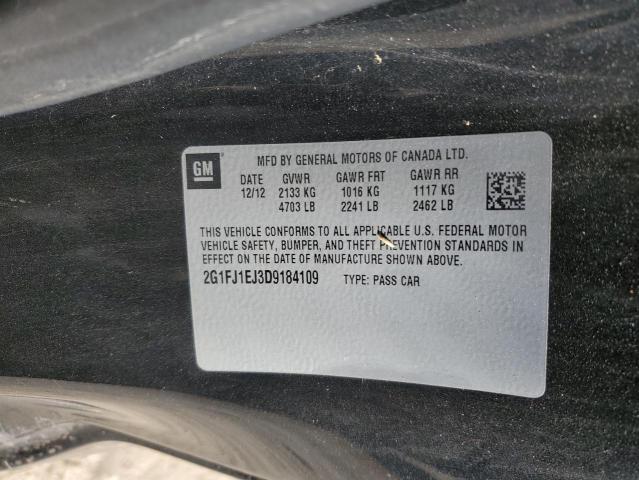 GM
MFD BY GENERAL MOTORS OF CANADA LTD.
DATE GVWR GAWR FRT GAWR RR
12/12 2133 KG 1016 KG 1117 KG
4703 LB 2241 LB 2462 LB
THIS VEHICLE CONFORMS TO ALL APPLICABLE U.S. FEDERAL MOTOR
VEHICLE SAFETY, BUMPER, AND THEFT PREVENTION STANDARDS IN
EFFECT ON THE DATE OF MANUFACTURE SHOWN ABOVE.
2G1FJ1EJ3D9184109 TYPE: PASS CAR